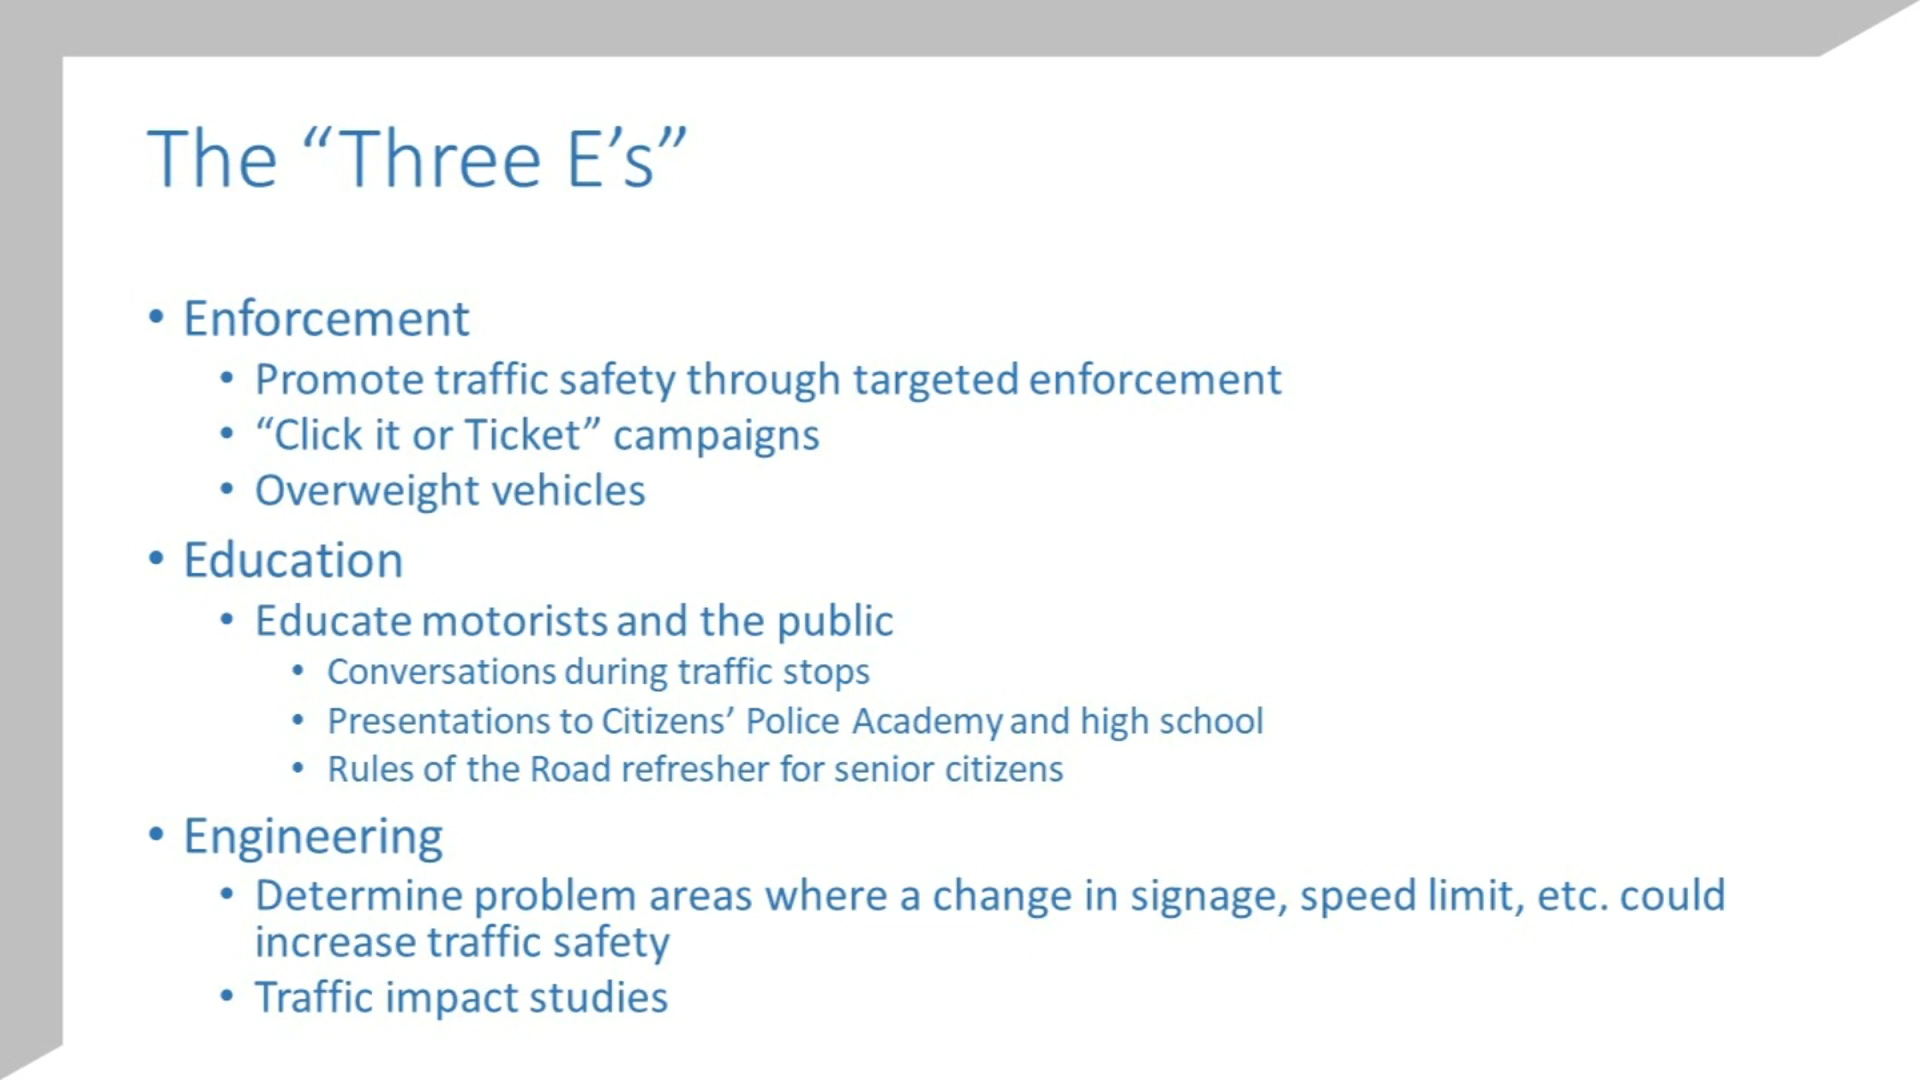 The “Three E’s”
• Enforcement
• Promote traffic safety through targeted enforcement
• “Click it or Ticket” campaigns
• Overweight vehicles
• Education
• Educate motorists and the public
• Conversations during traffic stops
• Presentations to Citizens’ Police Academy and high school
• Rules of the Road refresher for senior citizens
• Engineering
• Determine problem areas where a change in signage, speed limit, etc. could
increase traffic safety
• Traffic impact studies